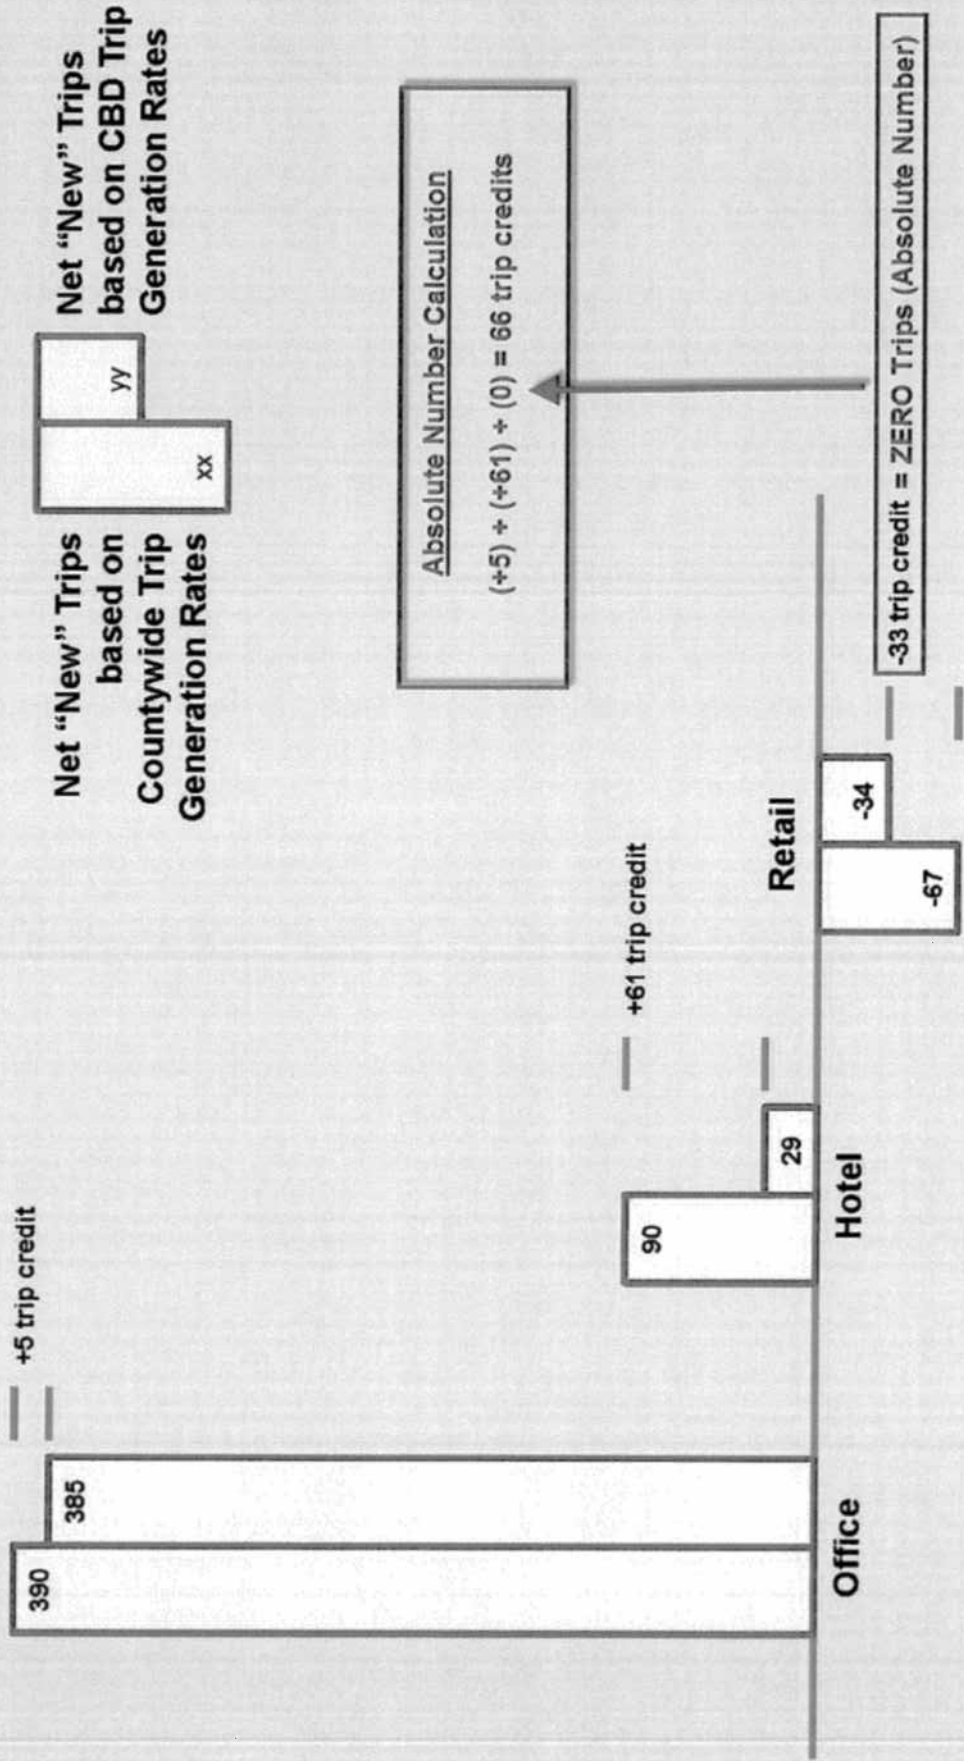 Net “New” Trips
based on
Countywide Trip
Generation Rates
xx
yy
Net “New” Trips
based on CBD Trip
Generation Rates
+5 trip credit
390
385
Absolute Number Calculation
(+5) + (+61) + (0) = 66 trip credits
+61 trip credit
90
29
Retail
Office
Hotel
-67
-34
-33 trip credit = ZERO Trips (Absolute Number)